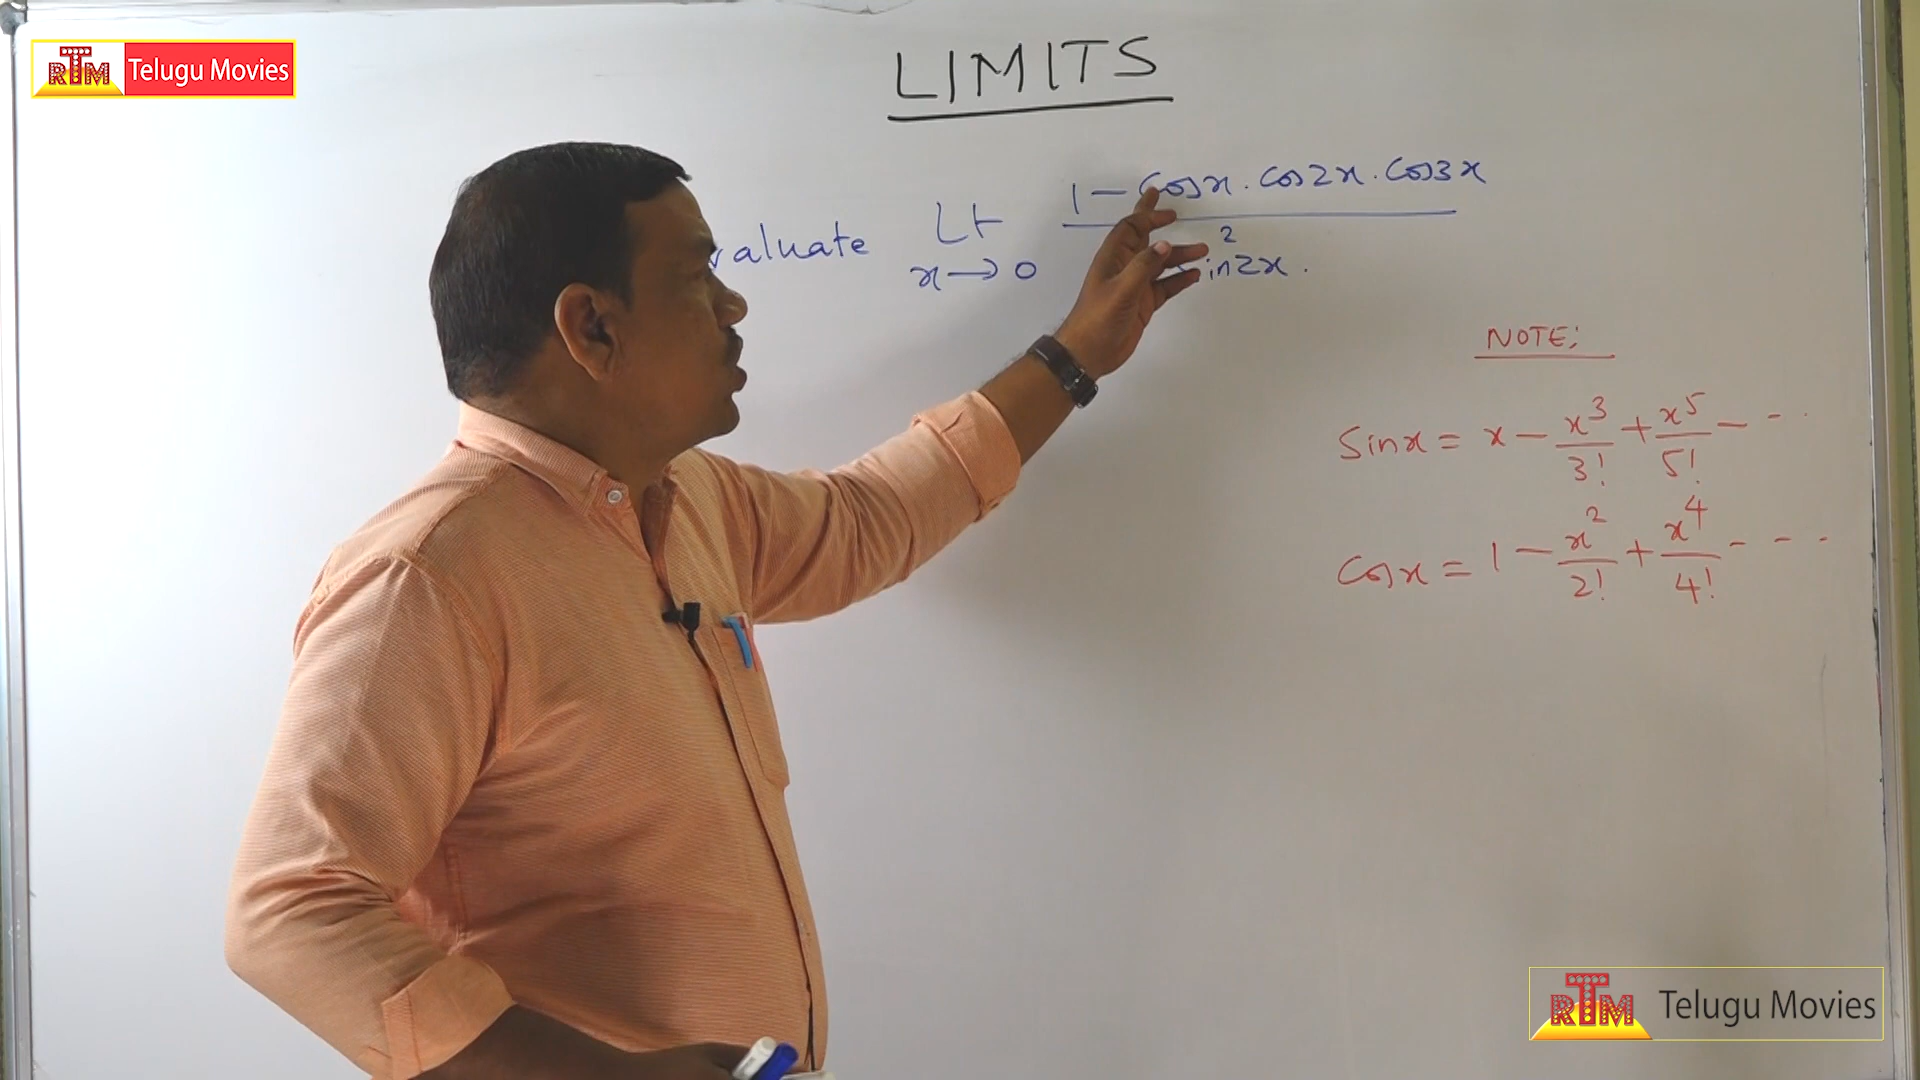 RTM Telugu Movies
LIMITS
valuate Lt x→0 (1 - Cosx . Cos2x . Cos3x) / (in²2x .)
NOTE:
Sinx = x - x³/3! + x⁵/5! - - -
Cosx = 1 - x²/2! + x⁴/4! - - - -
RTM Telugu Movies